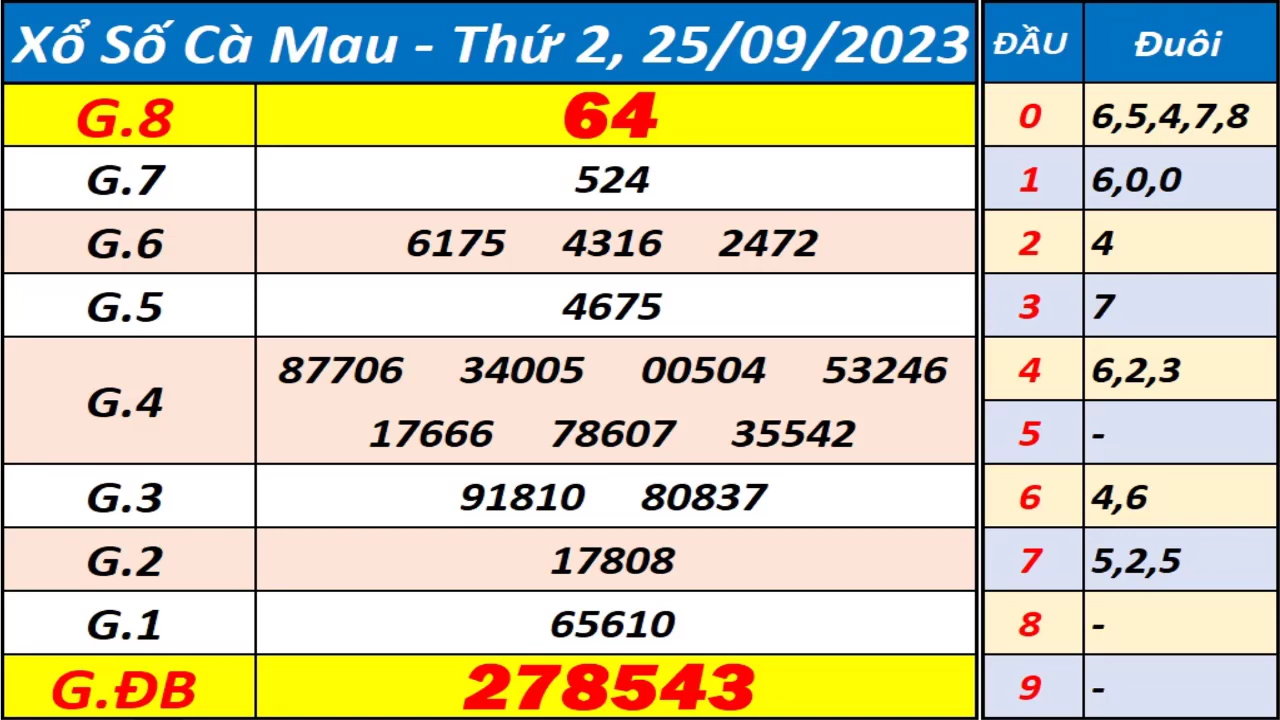 Xổ Số Cà Mau - Thứ 2, 25/09/2023
G.8 64
G.7 524
G.6 6175 4316 2472
G.5 4675
G.4 87706 34005 00504 53246
17666 78607 35542
G.3 91810 80837
G.2 17808
G.1 65610
G.ĐB 278543
ĐẦU Đuôi
0 6,5,4,7,8
1 6,0,0
2 4
3 7
4 6,2,3
5 -
6 4,6
7 5,2,5
8 -
9 -